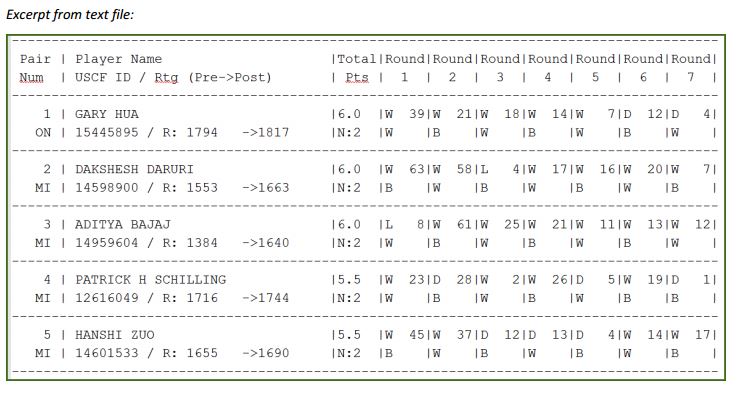 Excerpt from text file:
-----------------------------------------------------------------------------------------
Pair | Player Name                     |Total|Round|Round|Round|Round|Round|Round|Round|
Num  | USCF ID / Rtg (Pre->Post)       | Pts |  1  |  2  |  3  |  4  |  5  |  6  |  7  |
-----------------------------------------------------------------------------------------
   1 | GARY HUA                        |6.0  |W  39|W  21|W  18|W  14|W   7|D  12|D   4|
  ON | 15445895 / R: 1794   ->1817     |N:2  |W    |B    |W    |B    |W    |B    |W    |
-----------------------------------------------------------------------------------------
   2 | DAKSHESH DARURI                 |6.0  |W  63|W  58|L   4|W  17|W  16|W  20|W   7|
  MI | 14598900 / R: 1553   ->1663     |N:2  |B    |W    |B    |W    |B    |W    |B    |
-----------------------------------------------------------------------------------------
   3 | ADITYA BAJAJ                    |6.0  |L   8|W  61|W  25|W  21|W  11|W  13|W  12|
  MI | 14959604 / R: 1384   ->1640     |N:2  |W    |B    |W    |B    |W    |B    |W    |
-----------------------------------------------------------------------------------------
   4 | PATRICK H SCHILLING             |5.5  |W  23|D  28|W   2|W  26|D   5|W  19|D   1|
  MI | 12616049 / R: 1716   ->1744     |N:2  |W    |B    |W    |B    |W    |B    |B    |
-----------------------------------------------------------------------------------------
   5 | HANSHI ZUO                      |5.5  |W  45|W  37|D  12|D  13|D   4|W  14|W  17|
  MI | 14601533 / R: 1655   ->1690     |N:2  |B    |W    |B    |W    |B    |W    |B    |
-----------------------------------------------------------------------------------------